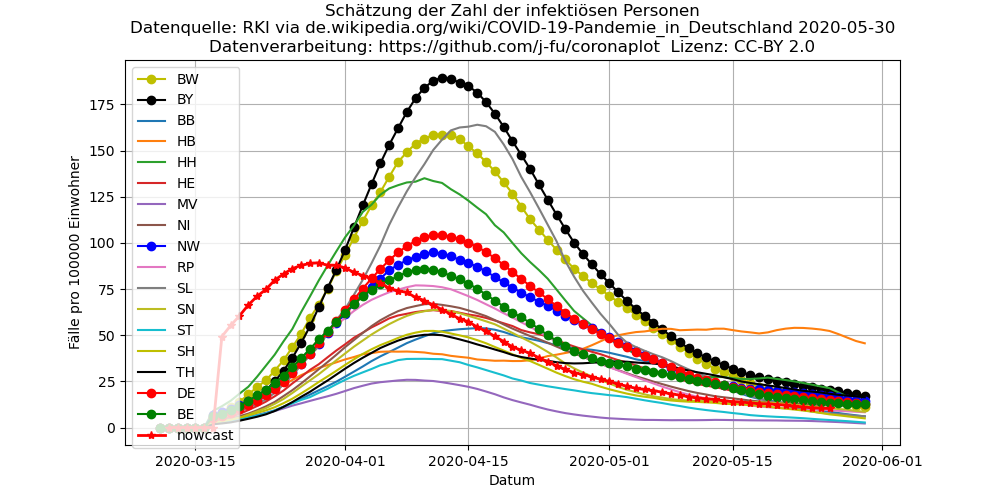 Schätzung der Zahl der infektiösen Personen
Datenquelle: RKI via de.wikipedia.org/wiki/COVID-19-Pandemie_in_Deutschland 2020-05-30
Datenverarbeitung: https://github.com/j-fu/coronaplot  Lizenz: CC-BY 2.0
Fälle pro 100000 Einwohner
175
150
125
100
75
50
25
0
BW
BY
BB
HB
HH
HE
MV
NI
NW
RP
SL
SN
ST
SH
TH
DE
BE
nowcast
2020-03-15
2020-04-01
2020-04-15
2020-05-01
2020-05-15
2020-06-01
Datum